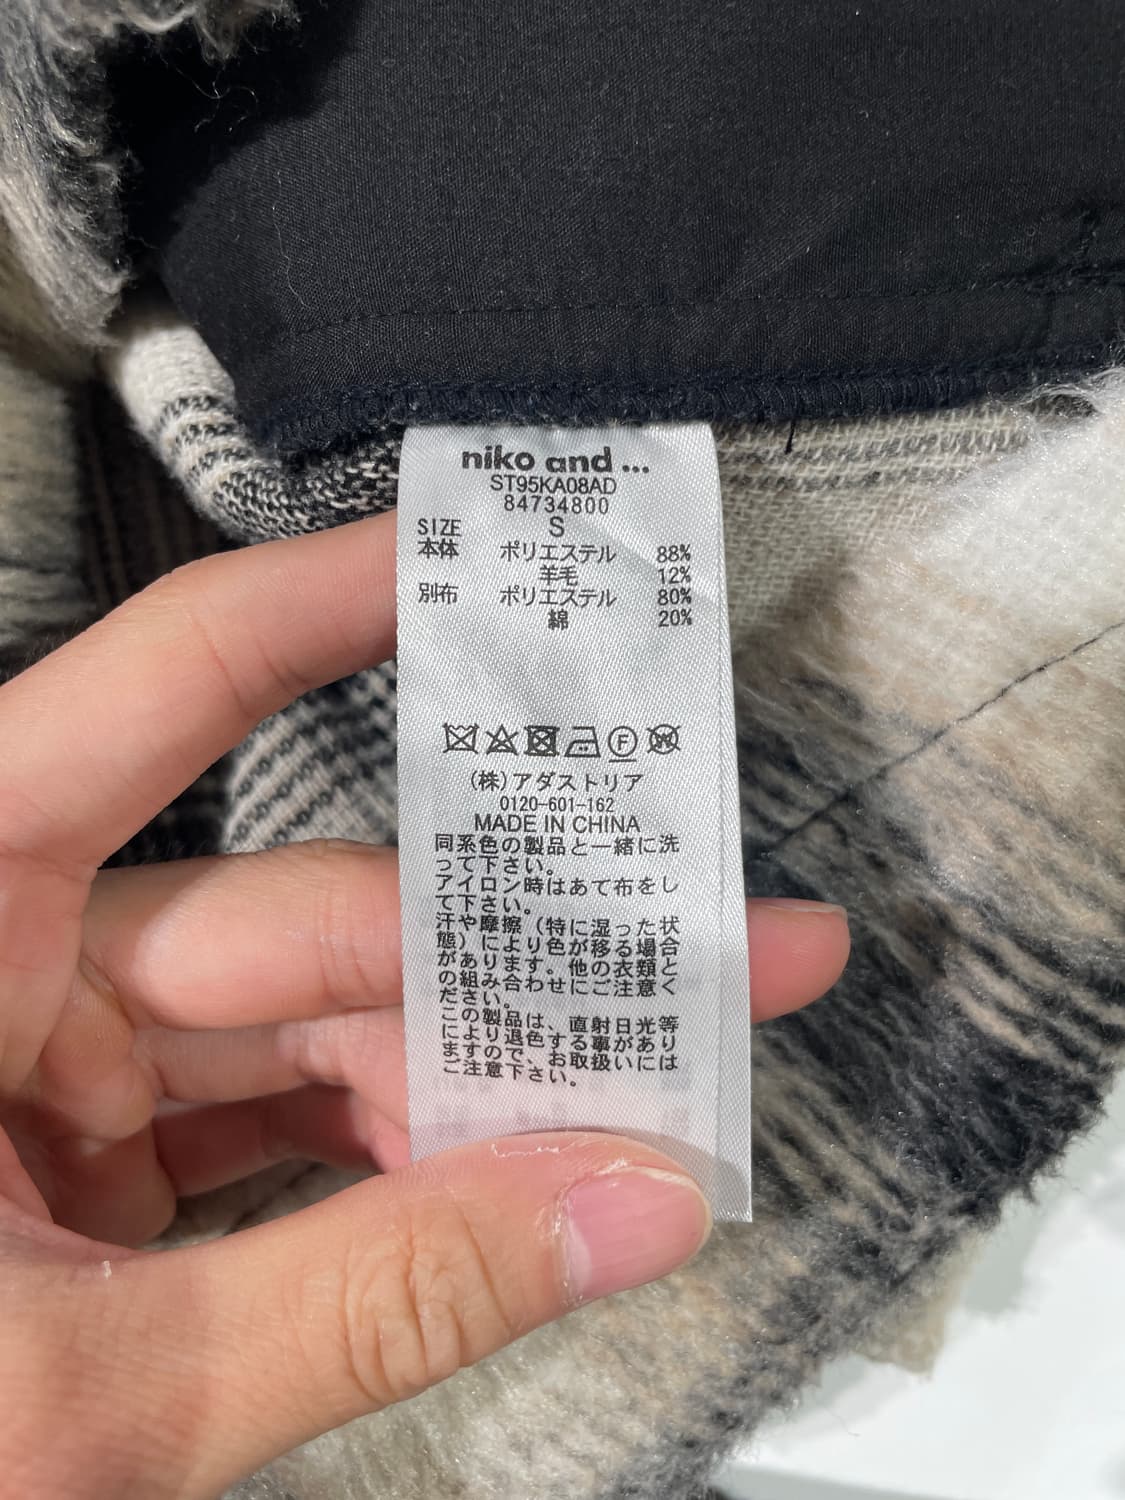 niko and ...
ST95KA08AD
84734800
SIZE S
本体 ポリエステル 88%
羊毛 12%
別布 ポリエステル 80%
綿 20%
F
W
(株)アダストリア
0120-601-162
MADE IN CHINA
同系色の製品と一緒に洗
って下さい。
アイロン時はあて布をし
て下さい。
汗や摩擦（特に湿った状
態）により色が移る場合
があります。他の衣類と
の組み合わせにご注意く
ださい。
この製品は、直射日光等
により退色する事があり
ますので、お取扱いには
ご注意下さい。